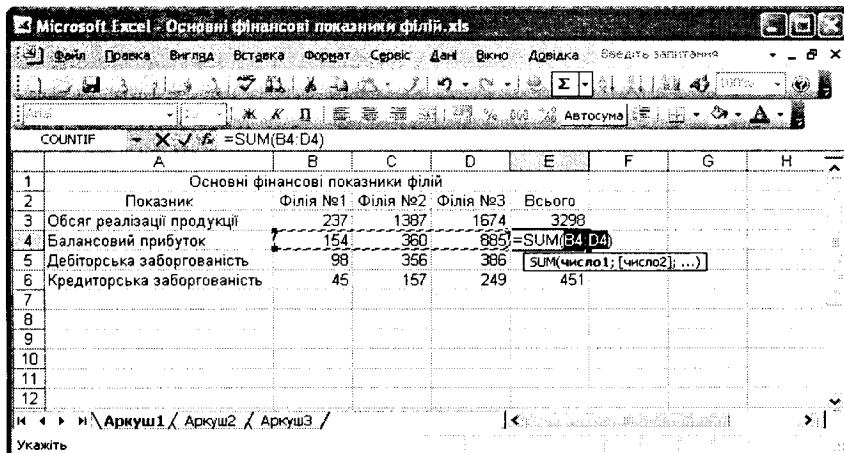 Microsoft Excel - Основні фінансові показники філій.xls
Файл Правка Вигляд Вставка Формат Сервіс Дані Вікно Довідка Введіть запитання
Ж К П % 000 Автосума
COUNTIF =SUM(B4:D4)
A B C D E F G H
1 Основні фінансові показники філій
2 Показник Філія №1 Філія №2 Філія №3 Всього
3 Обсяг реалізації продукції 237 1387 1674 3298
4 Балансовий прибуток 154 360 885 =SUM(B4:D4)
5 Дебіторська заборгованість 98 356 386 SUM(число1; [число2]; ...)
6 Кредиторська заборгованість 45 157 249 451
7
8
9
10
11
12
Аркуш1 Аркуш2 Аркуш3
Укажіть